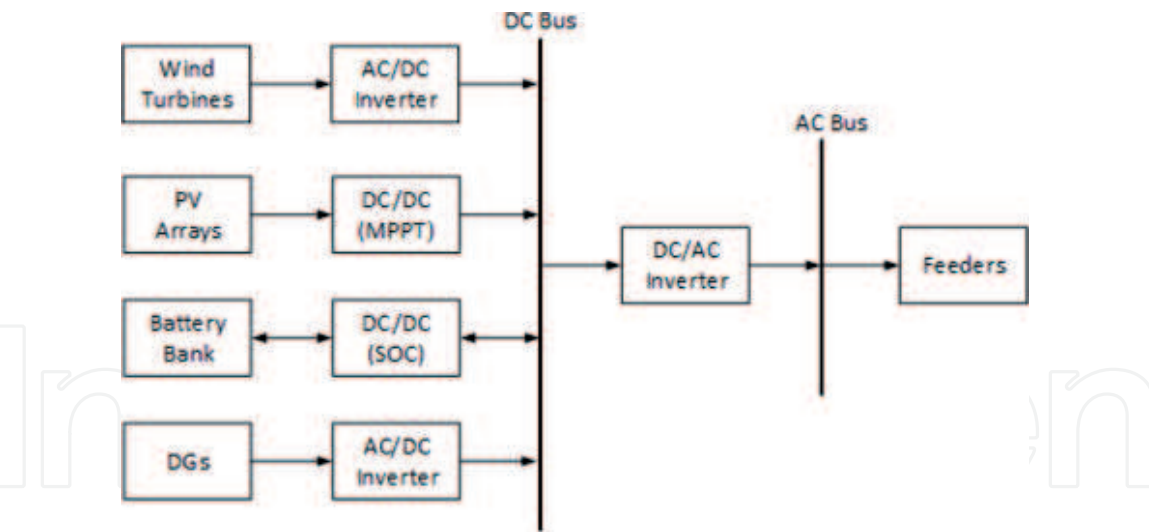 DC Bus
Wind
Turbines
AC/DC
Inverter
AC Bus
PV
Arrays
DC/DC
(MPPT)
DC/AC
Inverter
Feeders
Battery
Bank
DC/DC
(SOC)
DGs
AC/DC
Inverter